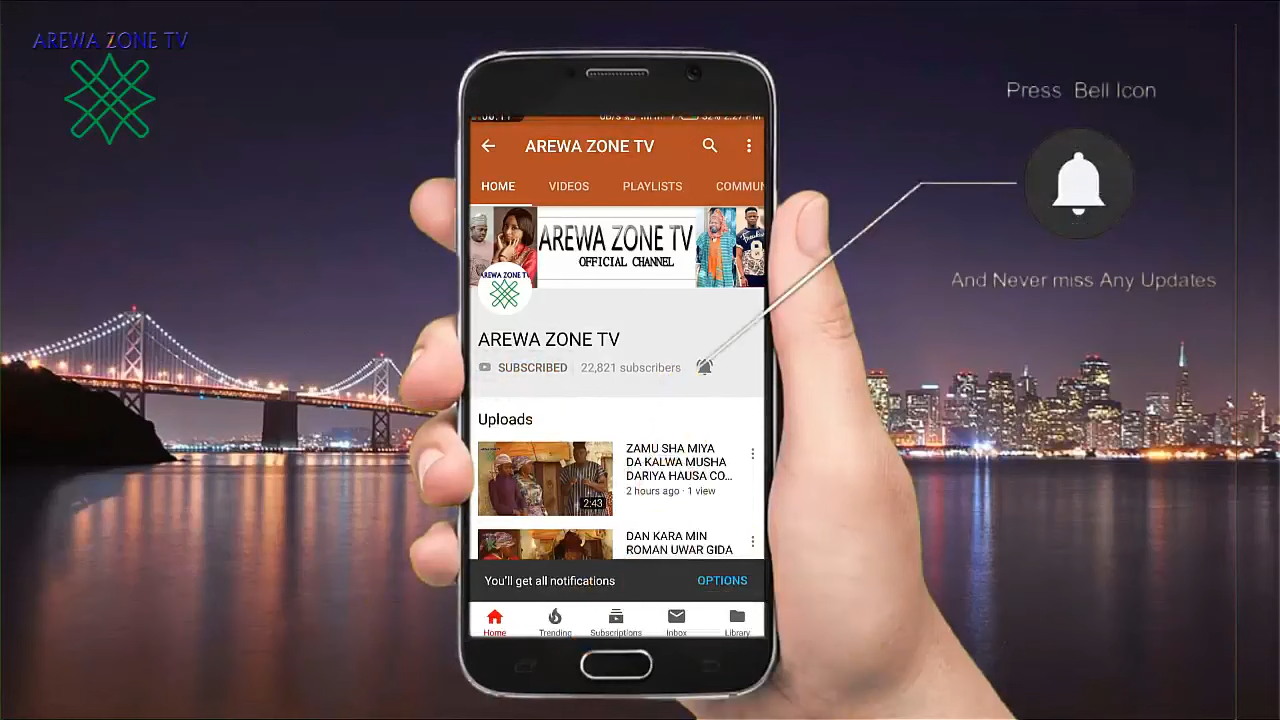 AREWA ZONE TV
Press Bell Icon
AREWA ZONE TV
HOME VIDEOS PLAYLISTS COMMUN
AREWA ZONE TV
OFFICIAL CHANNEL
AREWA ZONE TV
AREWA ZONE TV
SUBSCRIBED 22,821 subscribers
And Never miss Any Updates
Uploads
ZAMU SHA MIYA
DA KALWA MUSHA
DARIYA HAUSA CO...
2 hours ago · 1 view
2:43
DAN KARA MIN
ROMAN UWAR GIDA
You'll get all notifications OPTIONS
Home Trending Subscriptions Inbox Library